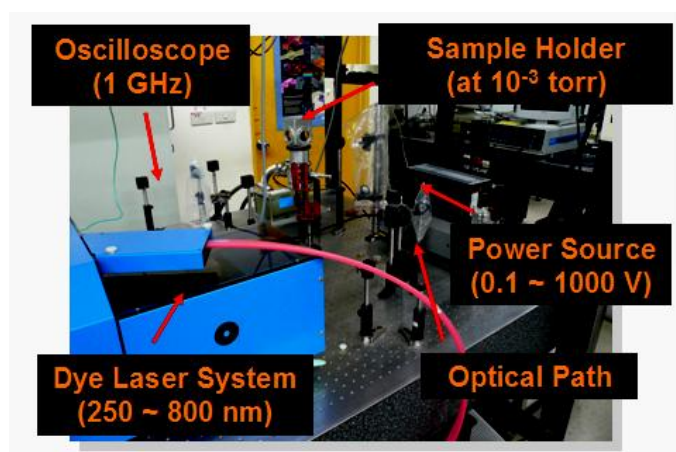 Oscilloscope
(1 GHz)
Sample Holder
(at 10⁻³ torr)
Power Source
(0.1 ~ 1000 V)
Dye Laser System
(250 ~ 800 nm)
Optical Path